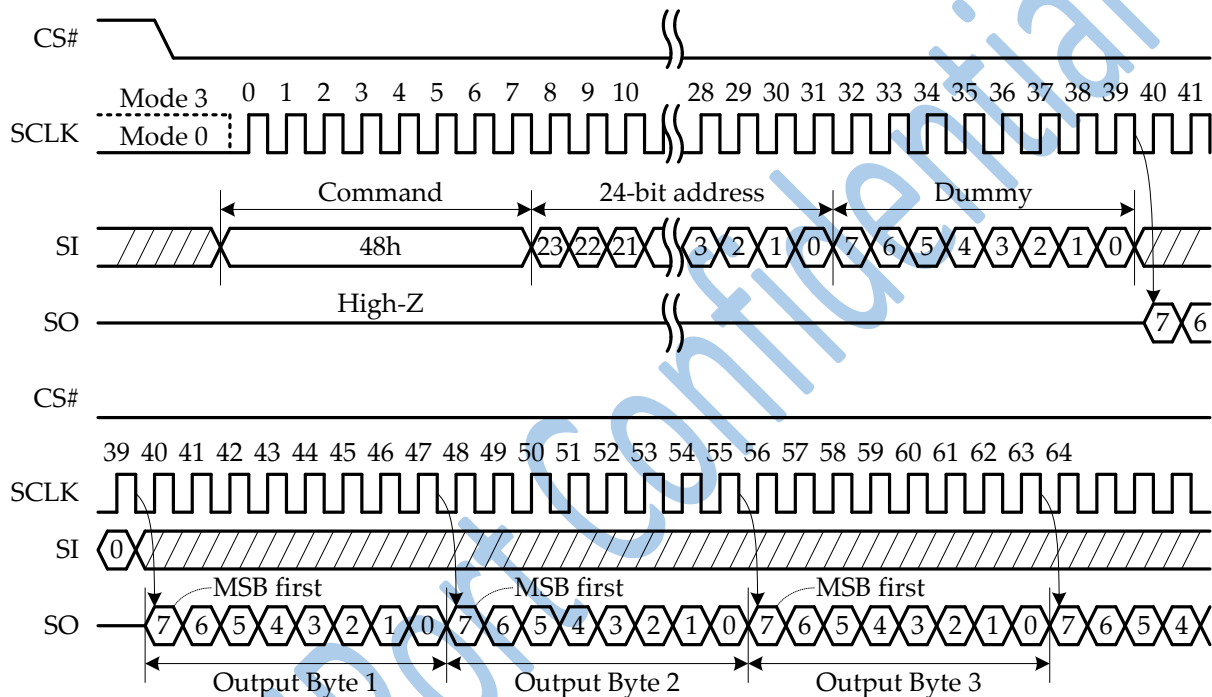 CS#
Mode 3 0 1 2 3 4 5 6 7 8 9 10 28 29 30 31 32 33 34 35 36 37 38 39 40 41
SCLK Mode 0
Command 24-bit address Dummy
SI 48h 23 22 21 3 2 1 0 7 6 5 4 3 2 1 0
High-Z
SO 7 6
CS#
39 40 41 42 43 44 45 46 47 48 49 50 51 52 53 54 55 56 57 58 59 60 61 62 63 64
SCLK
SI 0
MSB first MSB first MSB first
SO 7 6 5 4 3 2 1 0 7 6 5 4 3 2 1 0 7 6 5 4 3 2 1 0 7 6 5 4
Output Byte 1 Output Byte 2 Output Byte 3
Port Confidential